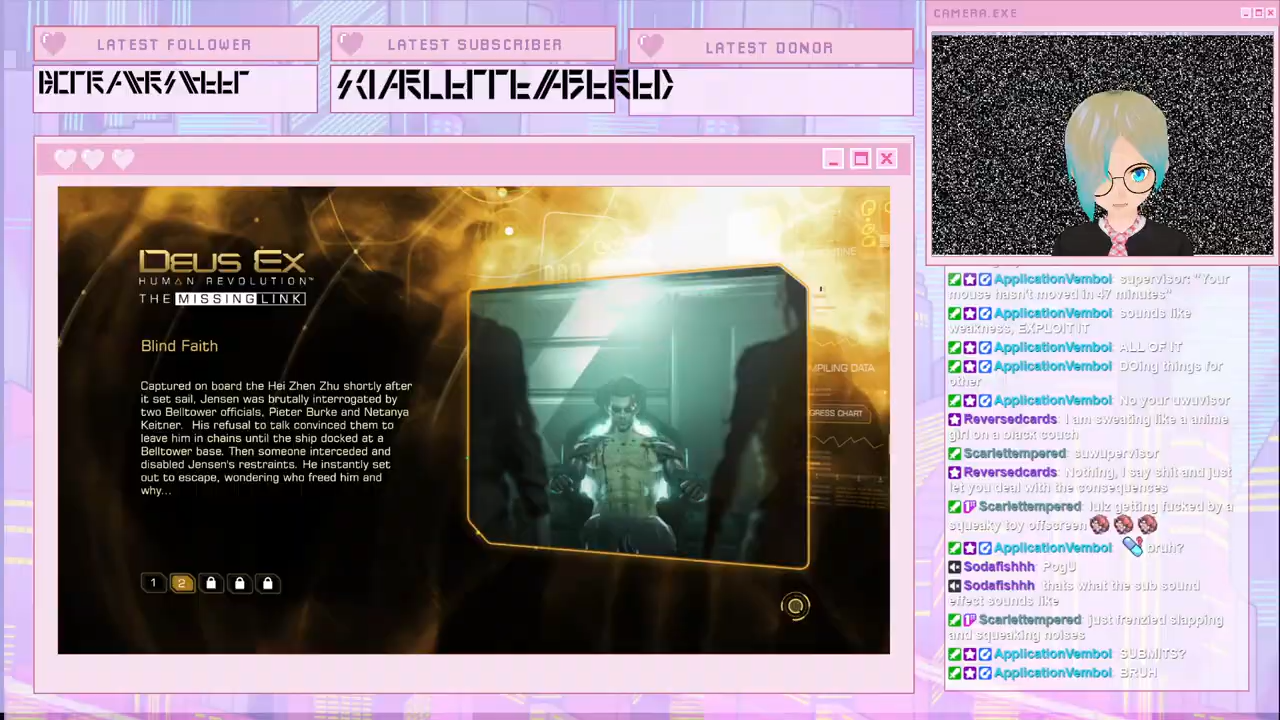 LATEST FOLLOWER
LATEST SUBSCRIBER
LATEST DONOR
CAMERA.EXE
DEUS EX
HUMAN REVOLUTION™
THE MISSING LINK
Blind Faith
Captured on board the Hei Zhen Zhu shortly after
it set sail, Jensen was brutally interrogated by
two Belltower officials, Pieter Burke and Netanya
Keitner. His refusal to talk convinced them to
leave him in chains until the ship docked at a
Belltower base. Then someone interceded and
disabled Jensen's restraints. He instantly set
out to escape, wondering who freed him and
why...
1 2
MPILING DATA
GRESS CHART
ApplicationVembol: supervisor: "Your
mouse hasn't moved in 47 minutes"
ApplicationVembol: sounds like
weakness, EXPLOIT IT
ApplicationVembol: ALL OF IT
ApplicationVembol: DOing things for
other
ApplicationVembol: No your uwuvisor
Reversedcards: I am sweating like a anime
girl on a black couch
Scarlettempered: suwupervisor
Reversedcards: Nothing, I say shit and just
let you deal with the consequences
Scarlettempered: lulz getting fucked by a
squeaky toy offscreen
ApplicationVembol: bruh?
Sodafishhh: PogU
Sodafishhh: thats what the sub sound
effect sounds like
Scarlettempered: just frenzied slapping
and squeaking noises
ApplicationVembol: SUBMITS?
ApplicationVembol: BRUH